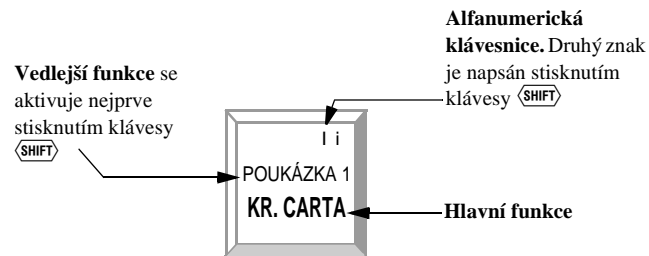 Alfanumerická
klávesnice. Druhý znak
je napsán stisknutím
klávesy SHIFT
Vedlejší funkce se
aktivuje nejprve
stisknutím klávesy
SHIFT
I i
POUKÁZKA 1
KR. CARTA
Hlavní funkce